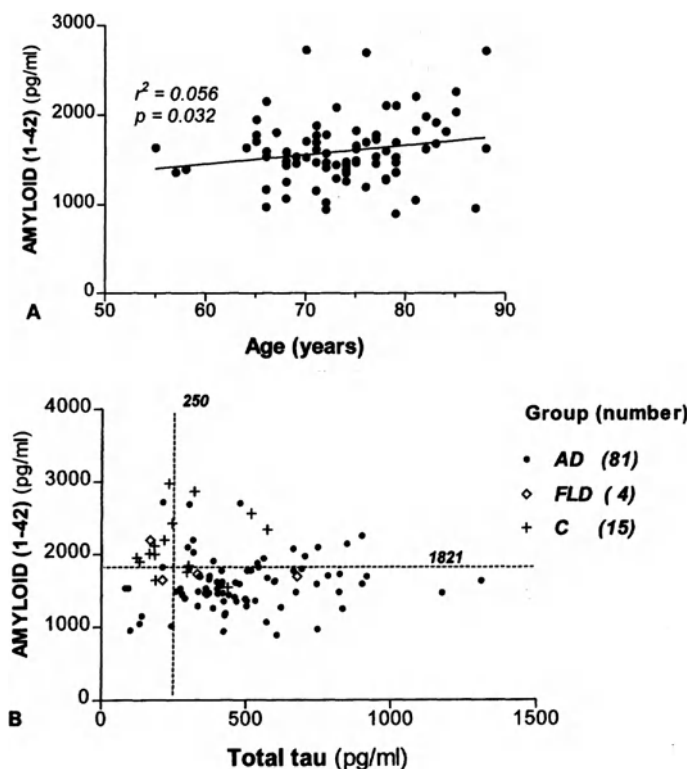 3000
2000
1000
0
AMYLOID (1-42) (pg/ml)
r² = 0.056
p = 0.032
50 60 70 80 90
A
Age (years)
4000
3000
2000
1000
0
AMYLOID (1-42) (pg/ml)
250
1821
0 500 1000 1500
B
Total tau (pg/ml)
Group (number)
AD (81)
FLD ( 4)
C (15)